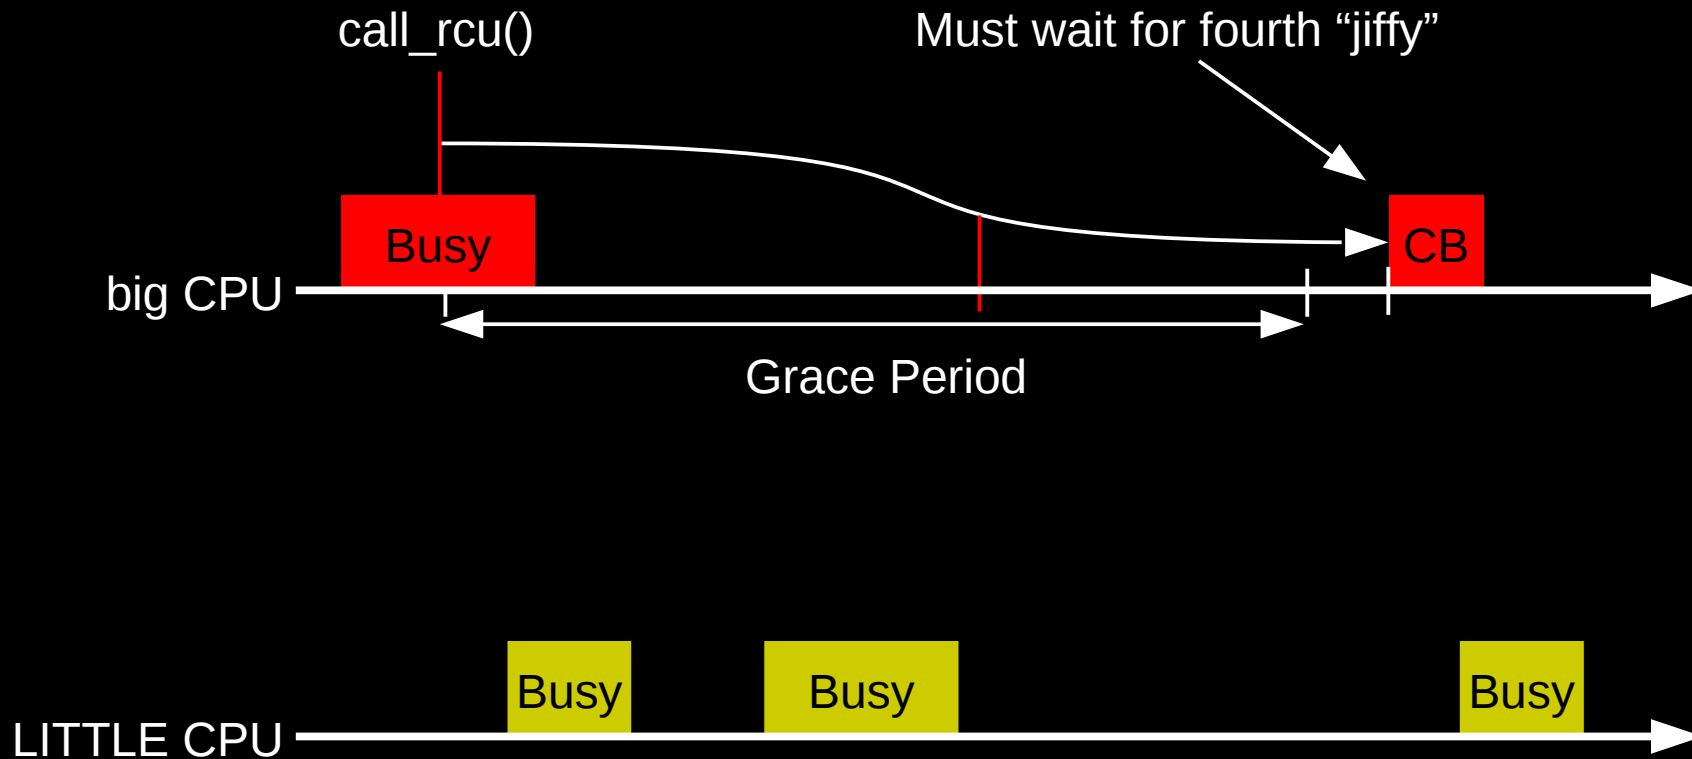 call_rcu()
Must wait for fourth “jiffy”
Busy
CB
big CPU
Grace Period
Busy
Busy
Busy
LITTLE CPU